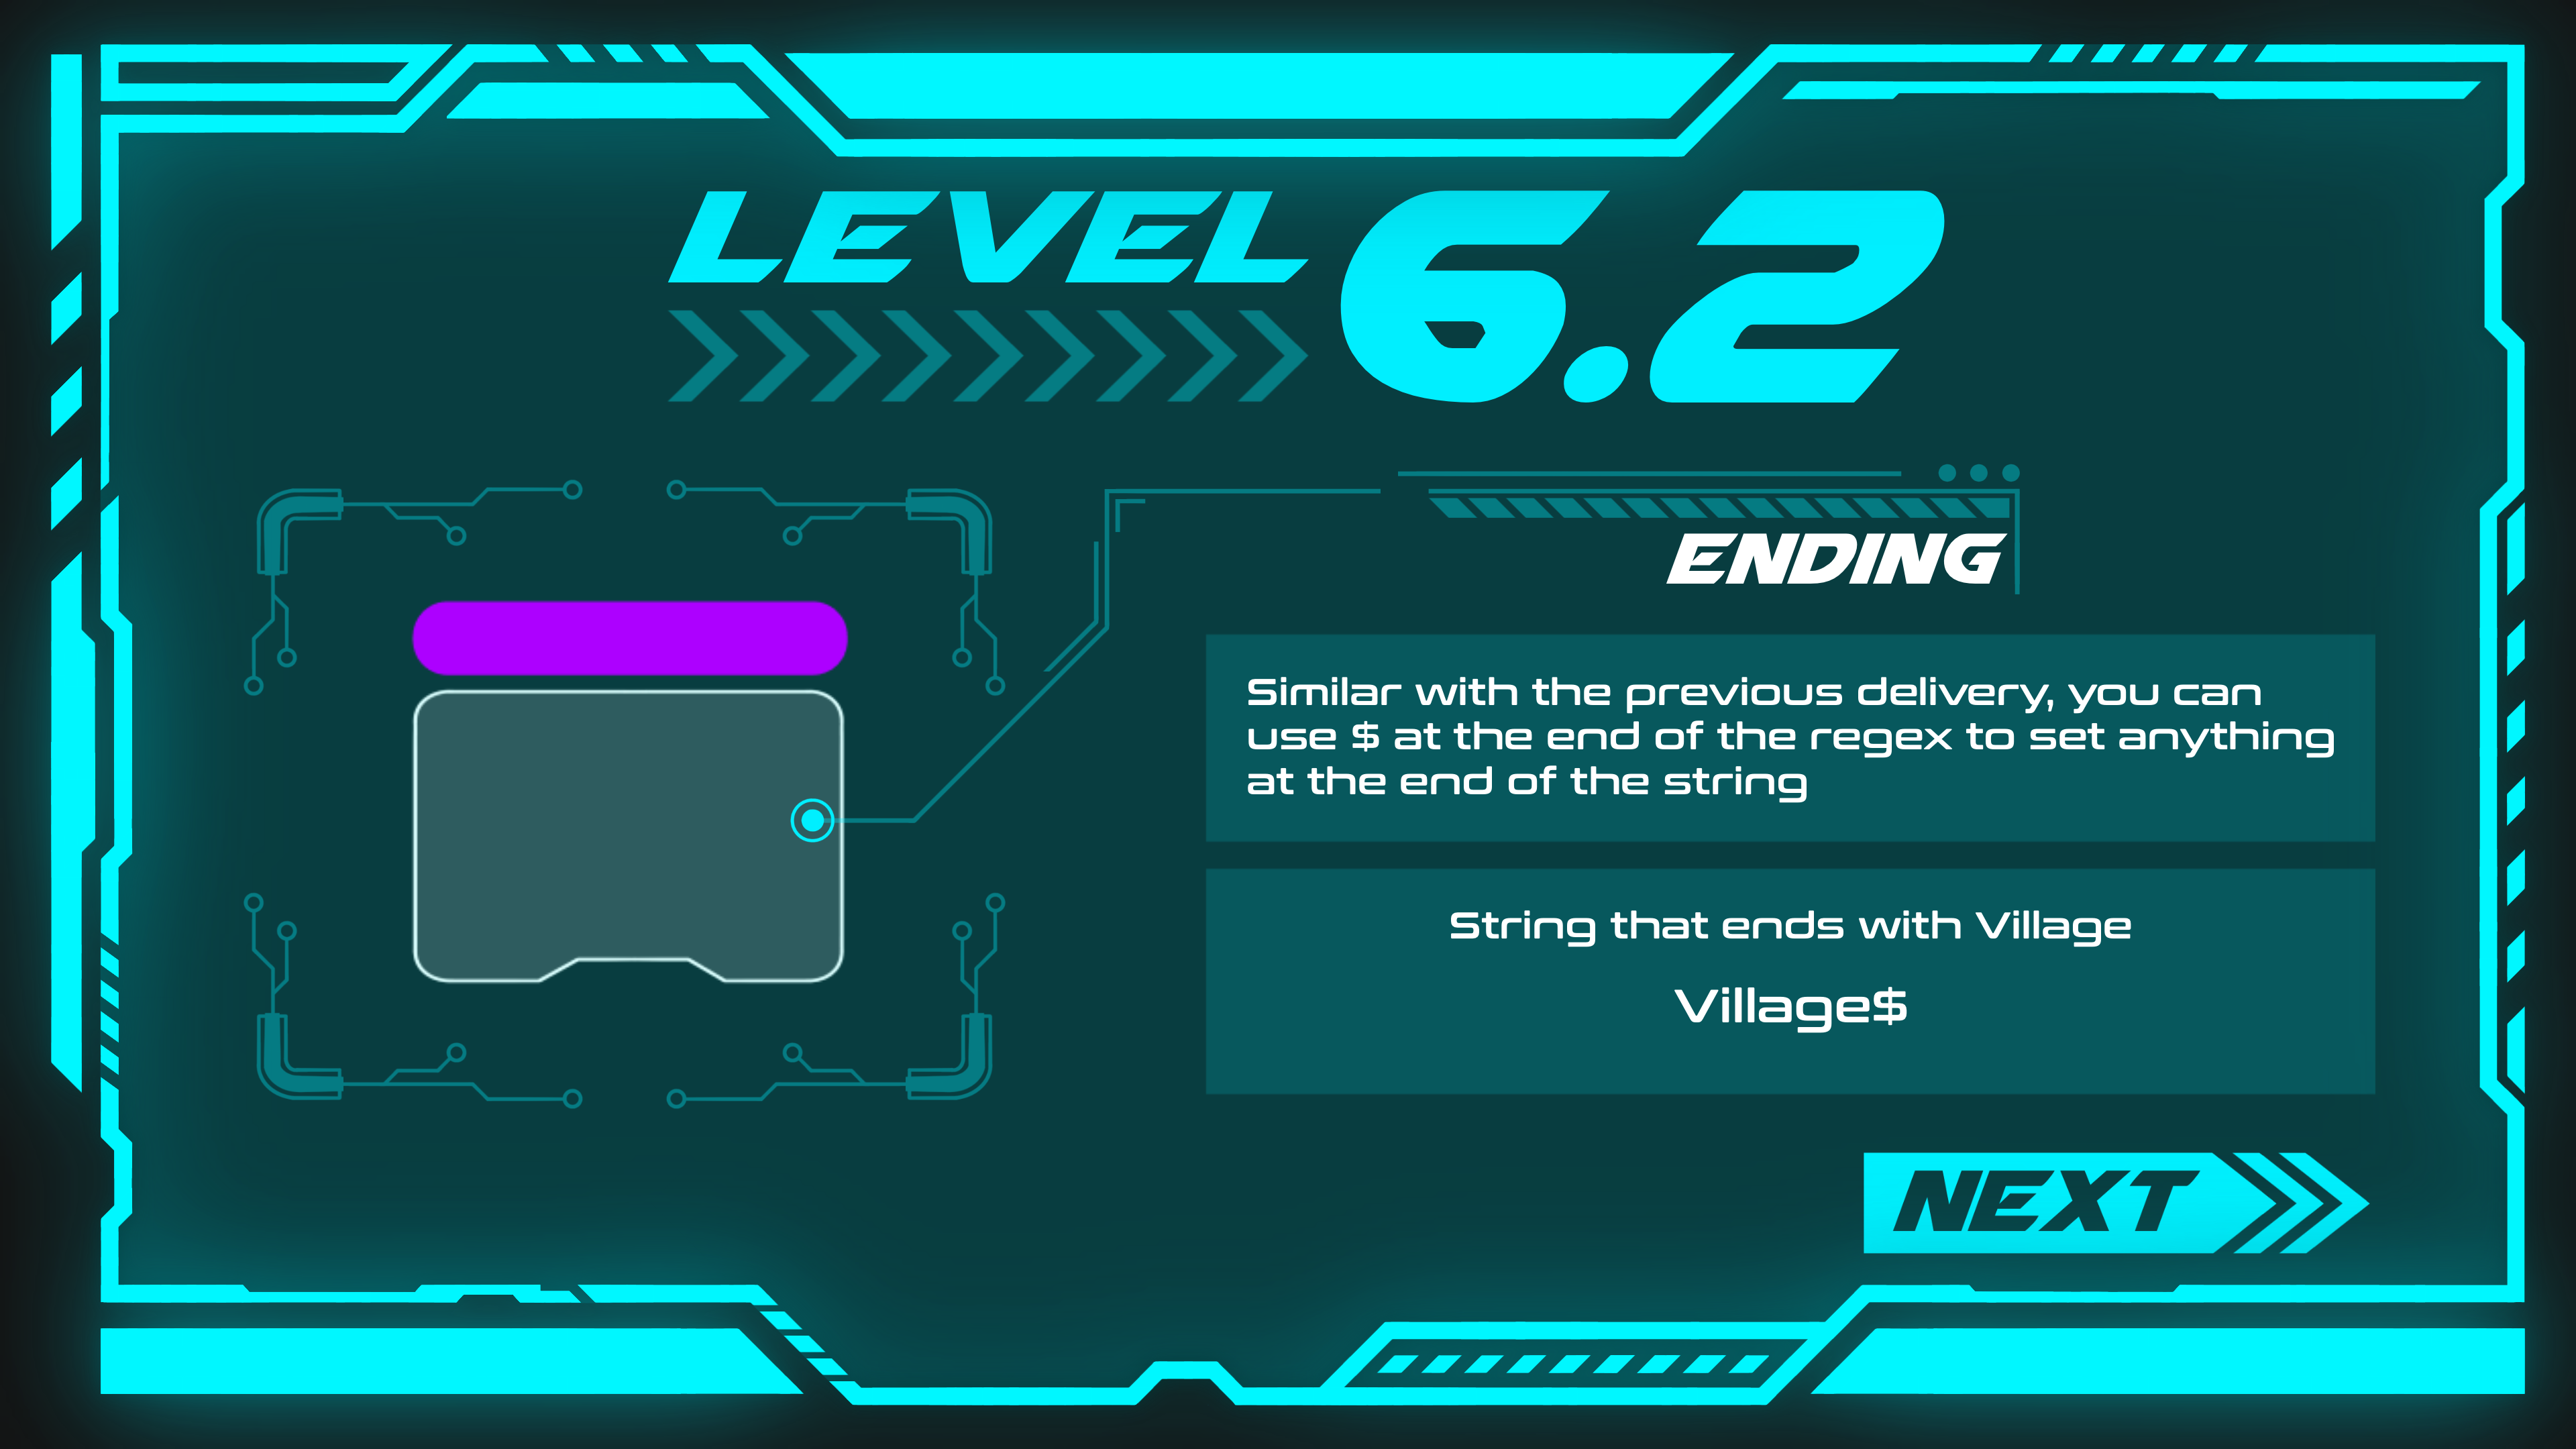 LEVEL 6.2
ENDING
Similar with the previous delivery, you can
use $ at the end of the regex to set anything
at the end of the string
String that ends with Village
Village$
NEXT